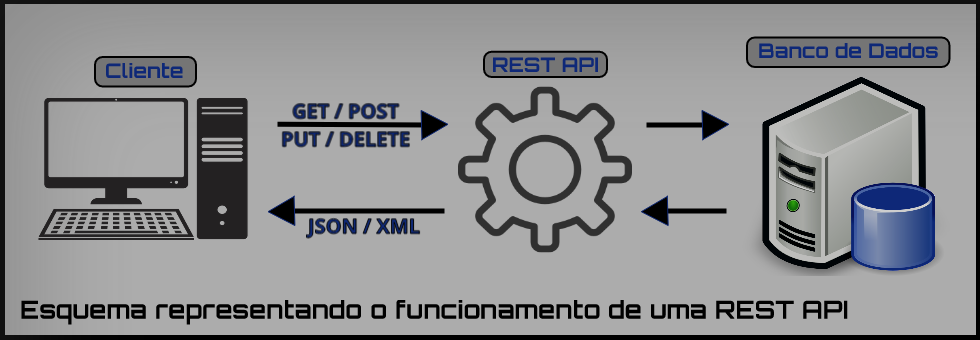 Cliente
REST API
Banco de Dados
GET / POST
PUT / DELETE
JSON / XML
Esquema representando o funcionamento de uma REST API